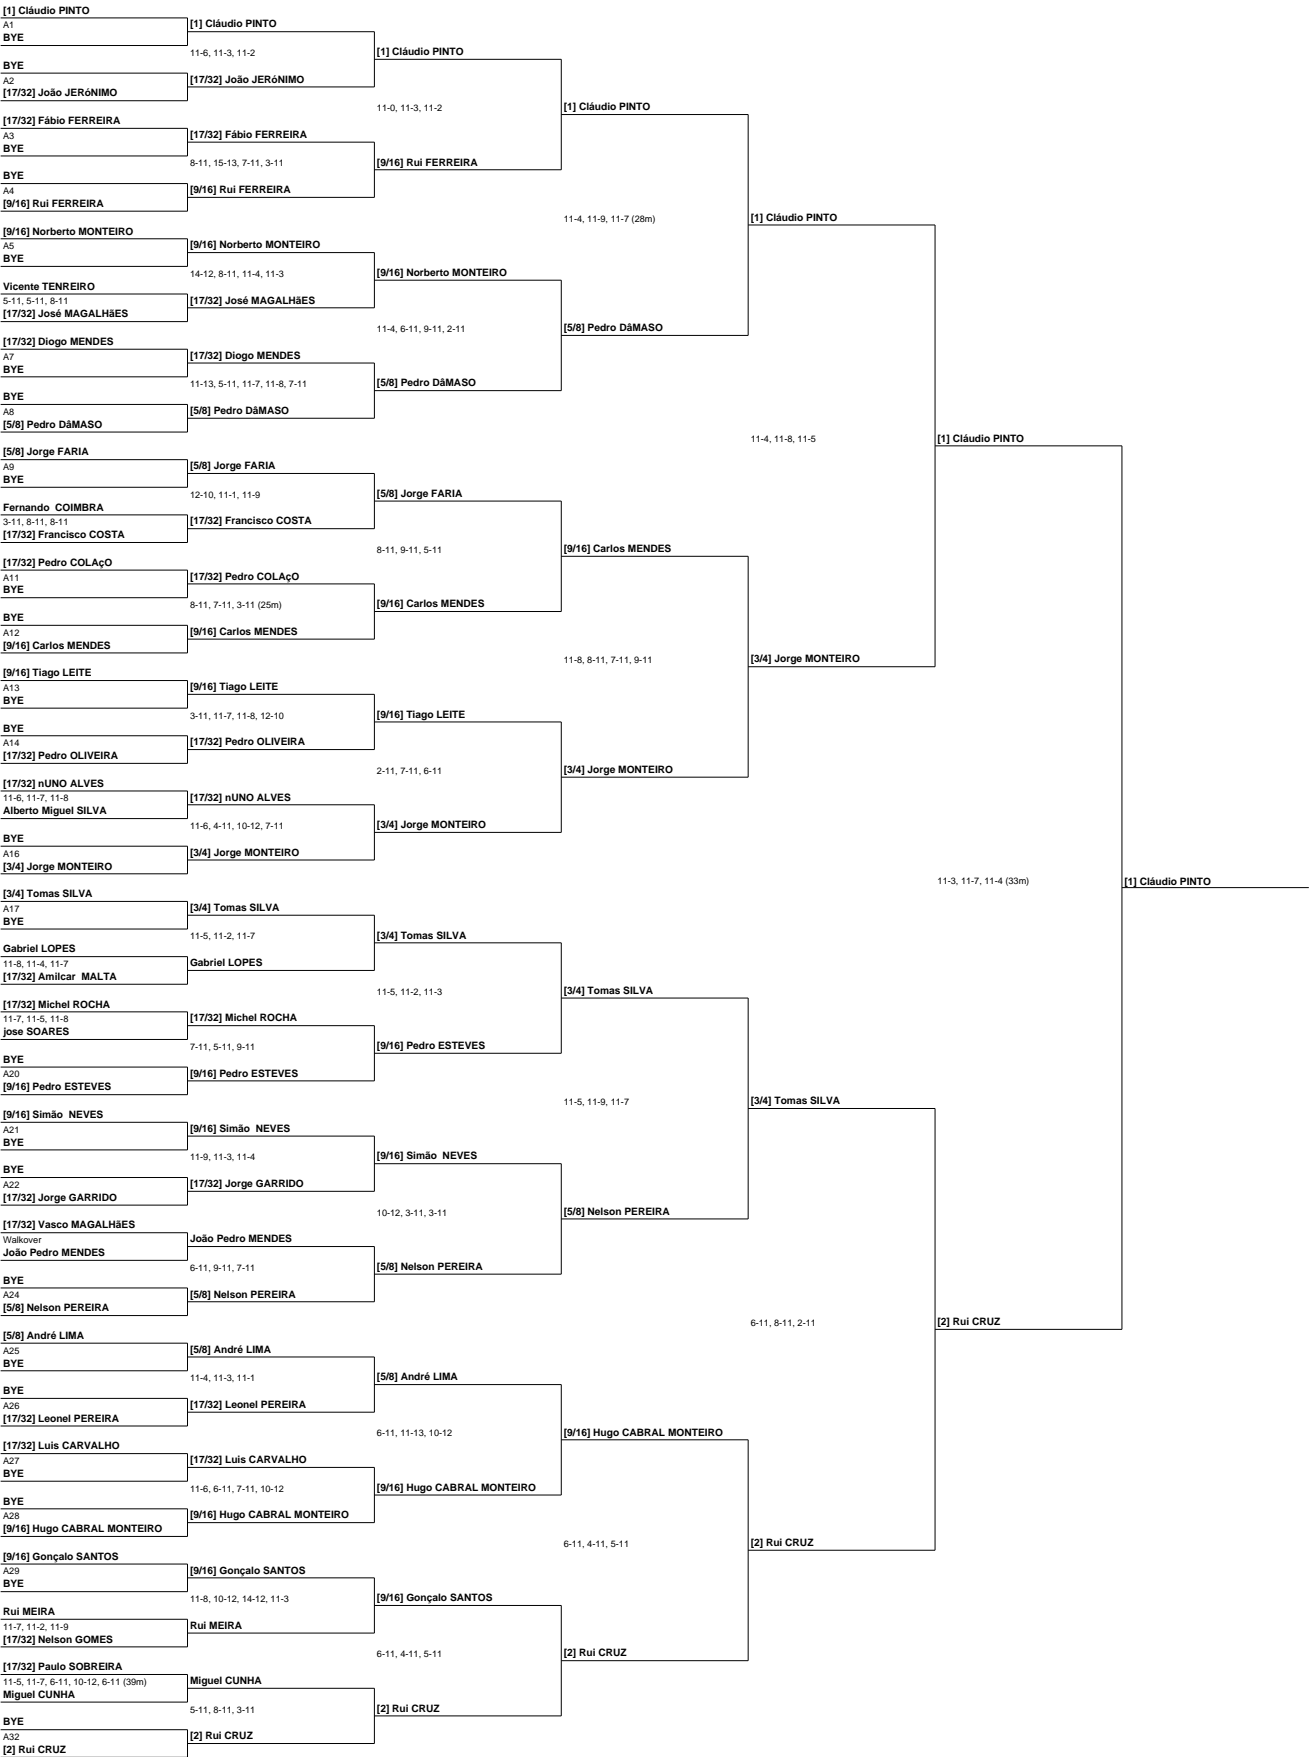 [1] Cláudio PINTO
A1
BYE
[1] Cláudio PINTO
11-6, 11-3, 11-2
[1] Cláudio PINTO
BYE
A2
[17/32] João JERóNIMO
[17/32] João JERóNIMO
11-0, 11-3, 11-2
[1] Cláudio PINTO
[17/32] Fábio FERREIRA
A3
BYE
[17/32] Fábio FERREIRA
8-11, 15-13, 7-11, 3-11
[9/16] Rui FERREIRA
BYE
A4
[9/16] Rui FERREIRA
[9/16] Rui FERREIRA
11-4, 11-9, 11-7 (28m)
[1] Cláudio PINTO
[9/16] Norberto MONTEIRO
A5
BYE
[9/16] Norberto MONTEIRO
14-12, 8-11, 11-4, 11-3
[9/16] Norberto MONTEIRO
Vicente TENREIRO
5-11, 5-11, 8-11
[17/32] José MAGALHãES
[17/32] José MAGALHãES
11-4, 6-11, 9-11, 2-11
[5/8] Pedro DâMASO
[17/32] Diogo MENDES
A7
BYE
[17/32] Diogo MENDES
11-13, 5-11, 11-7, 11-8, 7-11
[5/8] Pedro DâMASO
BYE
A8
[5/8] Pedro DâMASO
[5/8] Pedro DâMASO
11-4, 11-8, 11-5
[1] Cláudio PINTO
[5/8] Jorge FARIA
A9
BYE
[5/8] Jorge FARIA
12-10, 11-1, 11-9
[5/8] Jorge FARIA
Fernando  COIMBRA
3-11, 8-11, 8-11
[17/32] Francisco COSTA
[17/32] Francisco COSTA
8-11, 9-11, 5-11
[9/16] Carlos MENDES
[17/32] Pedro COLAçO
A11
BYE
[17/32] Pedro COLAçO
8-11, 7-11, 3-11 (25m)
[9/16] Carlos MENDES
BYE
A12
[9/16] Carlos MENDES
[9/16] Carlos MENDES
11-8, 8-11, 7-11, 9-11
[3/4] Jorge MONTEIRO
[9/16] Tiago LEITE
A13
BYE
[9/16] Tiago LEITE
3-11, 11-7, 11-8, 12-10
[9/16] Tiago LEITE
BYE
A14
[17/32] Pedro OLIVEIRA
[17/32] Pedro OLIVEIRA
2-11, 7-11, 6-11
[3/4] Jorge MONTEIRO
[17/32] nUNO ALVES
11-6, 11-7, 11-8
Alberto Miguel SILVA
[17/32] nUNO ALVES
11-6, 4-11, 10-12, 7-11
[3/4] Jorge MONTEIRO
BYE
A16
[3/4] Jorge MONTEIRO
[3/4] Jorge MONTEIRO
11-3, 11-7, 11-4 (33m)
[1] Cláudio PINTO
[3/4] Tomas SILVA
A17
BYE
[3/4] Tomas SILVA
11-5, 11-2, 11-7
[3/4] Tomas SILVA
Gabriel LOPES
11-8, 11-4, 11-7
[17/32] Amilcar  MALTA
Gabriel LOPES
11-5, 11-2, 11-3
[3/4] Tomas SILVA
[17/32] Michel ROCHA
11-7, 11-5, 11-8
jose SOARES
[17/32] Michel ROCHA
7-11, 5-11, 9-11
[9/16] Pedro ESTEVES
BYE
A20
[9/16] Pedro ESTEVES
[9/16] Pedro ESTEVES
11-5, 11-9, 11-7
[3/4] Tomas SILVA
[9/16] Simão  NEVES
A21
BYE
[9/16] Simão  NEVES
11-9, 11-3, 11-4
[9/16] Simão  NEVES
BYE
A22
[17/32] Jorge GARRIDO
[17/32] Jorge GARRIDO
10-12, 3-11, 3-11
[5/8] Nelson PEREIRA
[17/32] Vasco MAGALHãES
Walkover
João Pedro MENDES
João Pedro MENDES
6-11, 9-11, 7-11
[5/8] Nelson PEREIRA
BYE
A24
[5/8] Nelson PEREIRA
[5/8] Nelson PEREIRA
6-11, 8-11, 2-11
[2] Rui CRUZ
[5/8] André LIMA
A25
BYE
[5/8] André LIMA
11-4, 11-3, 11-1
[5/8] André LIMA
BYE
A26
[17/32] Leonel PEREIRA
[17/32] Leonel PEREIRA
6-11, 11-13, 10-12
[9/16] Hugo CABRAL MONTEIRO
[17/32] Luis CARVALHO
A27
BYE
[17/32] Luis CARVALHO
11-6, 6-11, 7-11, 10-12
[9/16] Hugo CABRAL MONTEIRO
BYE
A28
[9/16] Hugo CABRAL MONTEIRO
[9/16] Hugo CABRAL MONTEIRO
6-11, 4-11, 5-11
[2] Rui CRUZ
[9/16] Gonçalo SANTOS
A29
BYE
[9/16] Gonçalo SANTOS
11-8, 10-12, 14-12, 11-3
[9/16] Gonçalo SANTOS
Rui MEIRA
11-7, 11-2, 11-9
[17/32] Nelson GOMES
Rui MEIRA
6-11, 4-11, 5-11
[2] Rui CRUZ
[17/32] Paulo SOBREIRA
11-5, 11-7, 6-11, 10-12, 6-11 (39m)
Miguel CUNHA
Miguel CUNHA
5-11, 8-11, 3-11
[2] Rui CRUZ
BYE
A32
[2] Rui CRUZ
[2] Rui CRUZ